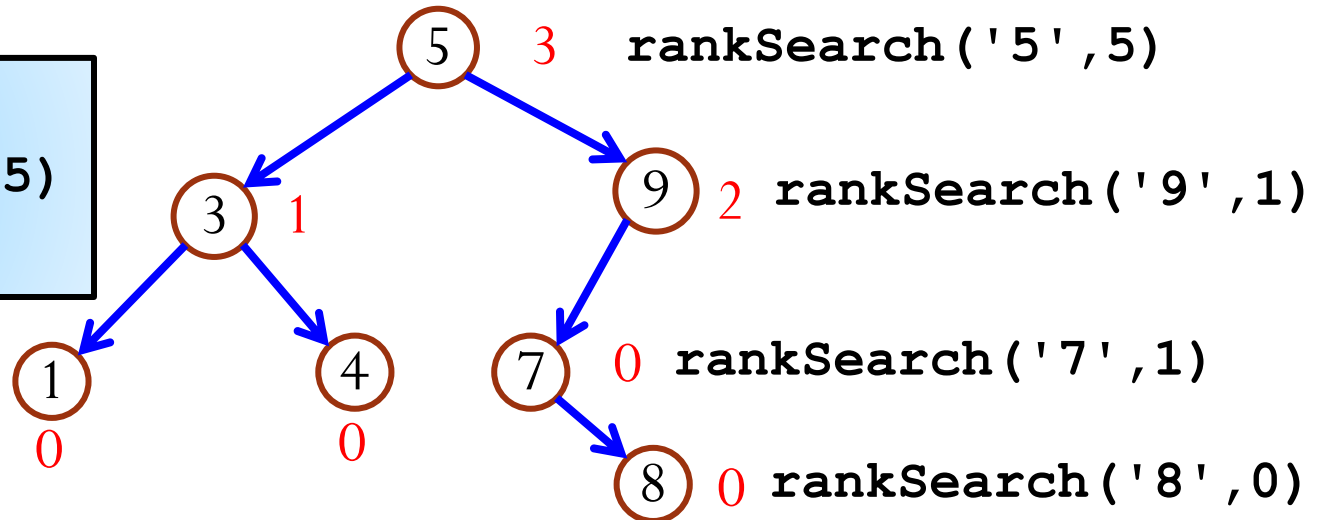 5 3 rankSearch('5',5)
5)
3 1 9 2 rankSearch('9',1)
1 4 7 0 rankSearch('7',1)
0 0
8 0 rankSearch('8',0)